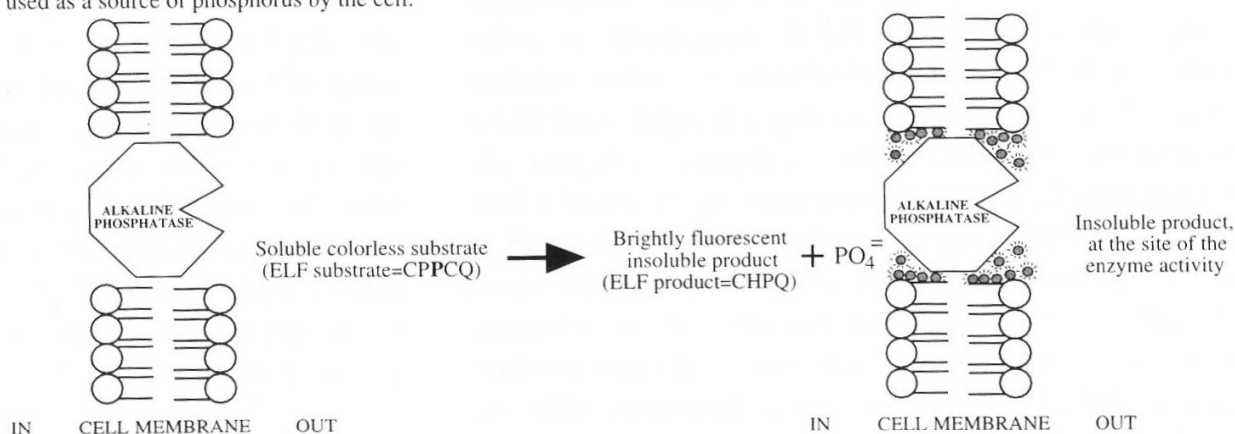 used as a source of phosphorus by the cell.
ALKALINE
PHOSPHATASE
Soluble colorless substrate
(ELF substrate=CPPCQ)
Brightly fluorescent
insoluble product
(ELF product=CHPQ)
+ PO4=
ALKALINE
PHOSPHATASE
Insoluble product,
at the site of the
enzyme activity
IN CELL MEMBRANE OUT
IN CELL MEMBRANE OUT